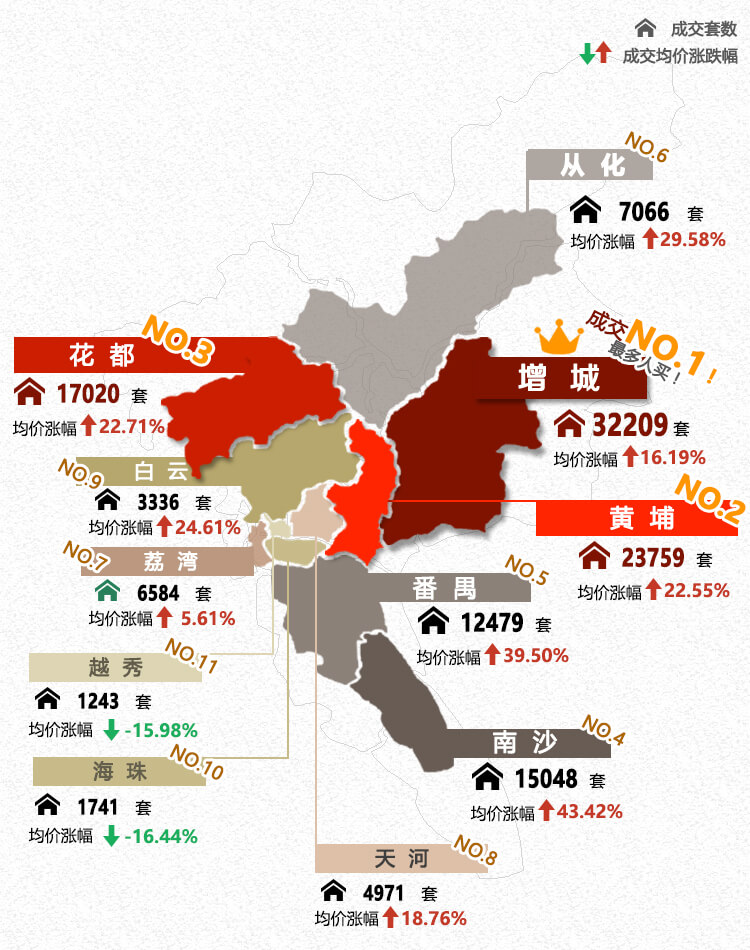 成交套数
成交均价涨跌幅
NO.6
从化
7066 套
均价涨幅 29.58%
成交NO.1!
最多人买!
增城
32209 套
均价涨幅 16.19%
NO.3
花都
17020 套
均价涨幅 22.71%
NO.9
白云
3336 套
均价涨幅 24.61%
NO.2
黄埔
23759 套
均价涨幅 22.55%
NO.7
荔湾
6584 套
均价涨幅 5.61%
NO.5
番禺
12479 套
均价涨幅 39.50%
NO.11
越秀
1243 套
均价涨幅 -15.98%
NO.4
南沙
15048 套
均价涨幅 43.42%
NO.10
海珠
1741 套
均价涨幅 -16.44%
NO.8
天河
4971 套
均价涨幅 18.76%